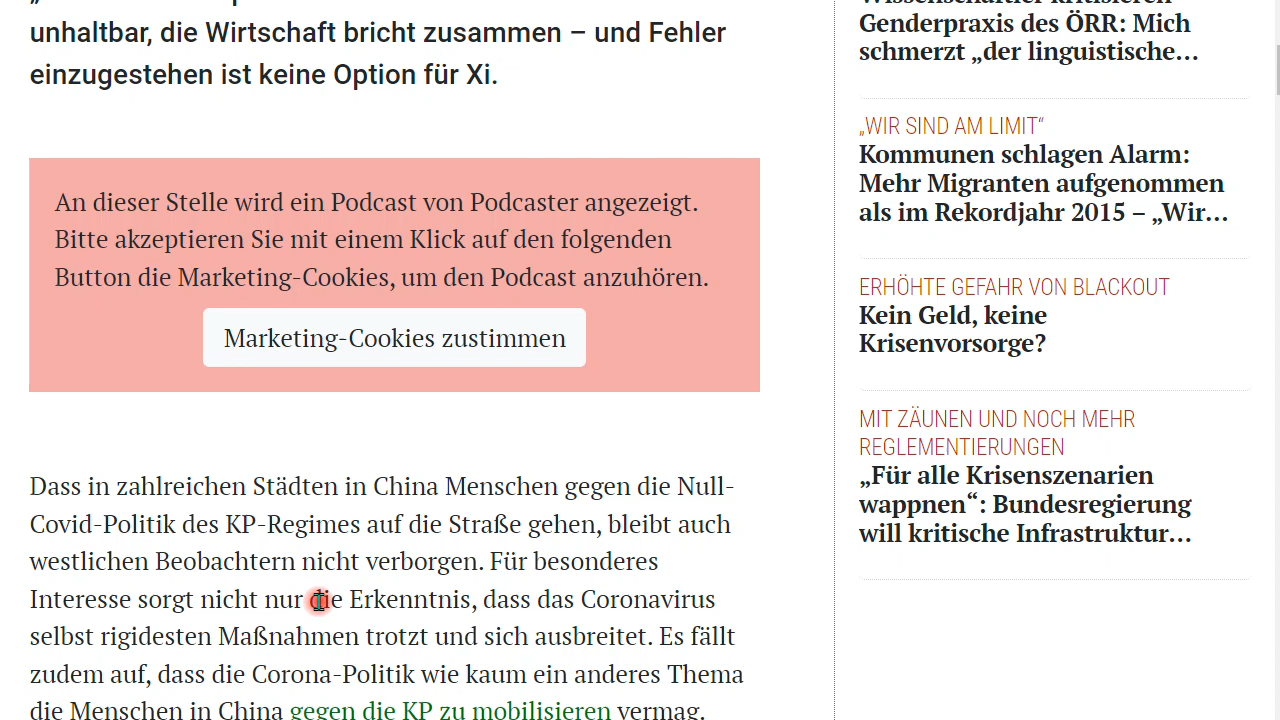 unhaltbar, die Wirtschaft bricht zusammen – und Fehler
einzugestehen ist keine Option für Xi.
An dieser Stelle wird ein Podcast von Podcaster angezeigt.
Bitte akzeptieren Sie mit einem Klick auf den folgenden
Button die Marketing-Cookies, um den Podcast anzuhören.
Marketing-Cookies zustimmen
Dass in zahlreichen Städten in China Menschen gegen die Null-
Covid-Politik des KP-Regimes auf die Straße gehen, bleibt auch
westlichen Beobachtern nicht verborgen. Für besonderes
Interesse sorgt nicht nur die Erkenntnis, dass das Coronavirus
selbst rigidesten Maßnahmen trotzt und sich ausbreitet. Es fällt
zudem auf, dass die Corona-Politik wie kaum ein anderes Thema
die Menschen in China gegen die KP zu mobilisieren vermag.
Wissenschaftler kritisieren
Genderpraxis des ÖRR: Mich
schmerzt „der linguistische…
„WIR SIND AM LIMIT“
Kommunen schlagen Alarm:
Mehr Migranten aufgenommen
als im Rekordjahr 2015 – „Wir…
ERHÖHTE GEFAHR VON BLACKOUT
Kein Geld, keine
Krisenvorsorge?
MIT ZÄUNEN UND NOCH MEHR
REGLEMENTIERUNGEN
„Für alle Krisenszenarien
wappnen“: Bundesregierung
will kritische Infrastruktur…